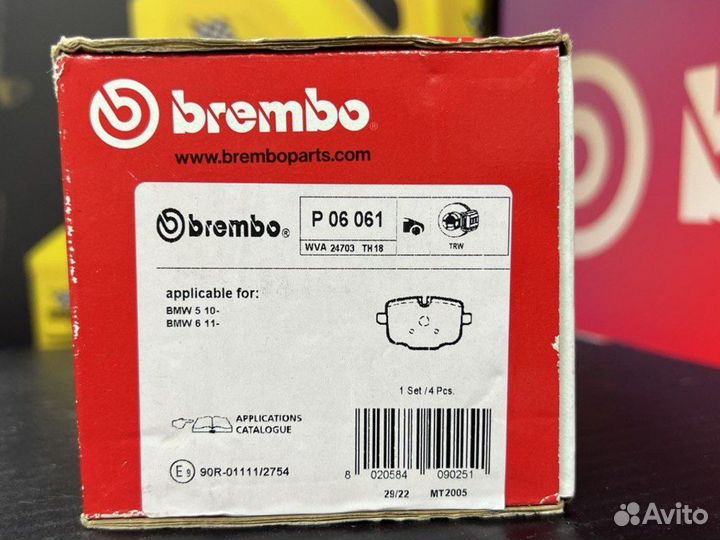 brembo®
www.bremboparts.com
brembo®
P 06 061
WVA 24703 TH18
TRW
applicable for:
BMW 5 10-
BMW 6 11-
1 Set / 4 Pcs.
APPLICATIONS
CATALOGUE
E9 90R-01111/2754
8 020584 090251
29/22 MT2005
Avito